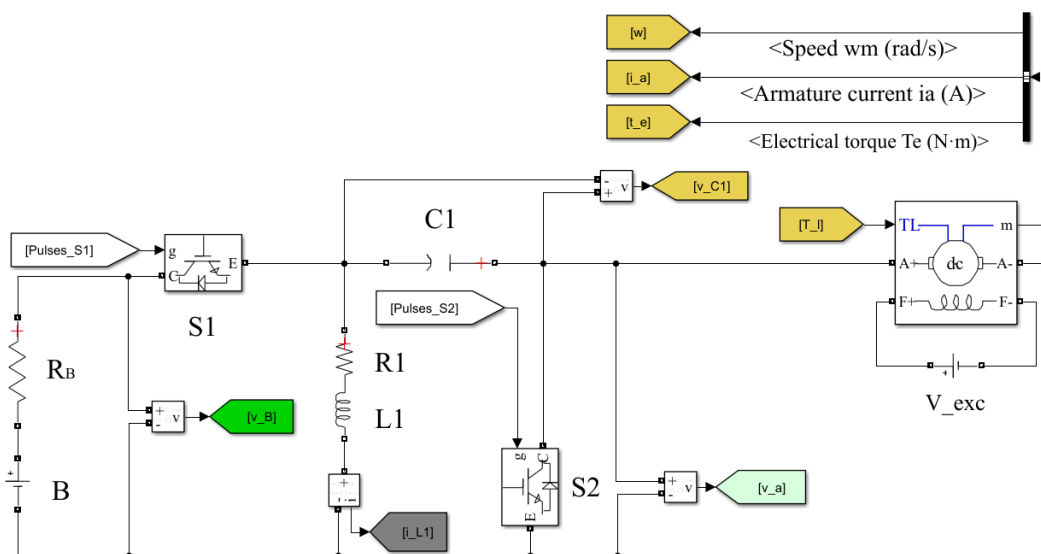 [w]
<Speed wm (rad/s)>
[i_a]
<Armature current ia (A)>
[t_e]
<Electrical torque Te (N·m)>
-
+
v
[v_C1]
C1
[T_l]
TL
m
dc
A+
A-
F+
F-
V_exc
+
[Pulses_S1]
g
C
E
S1
[Pulses_S2]
g
C
E
S2
R1
L1
+
-
i
[i_L1]
RB
+
-
v
[v_B]
+
B
+
-
v
[v_a]